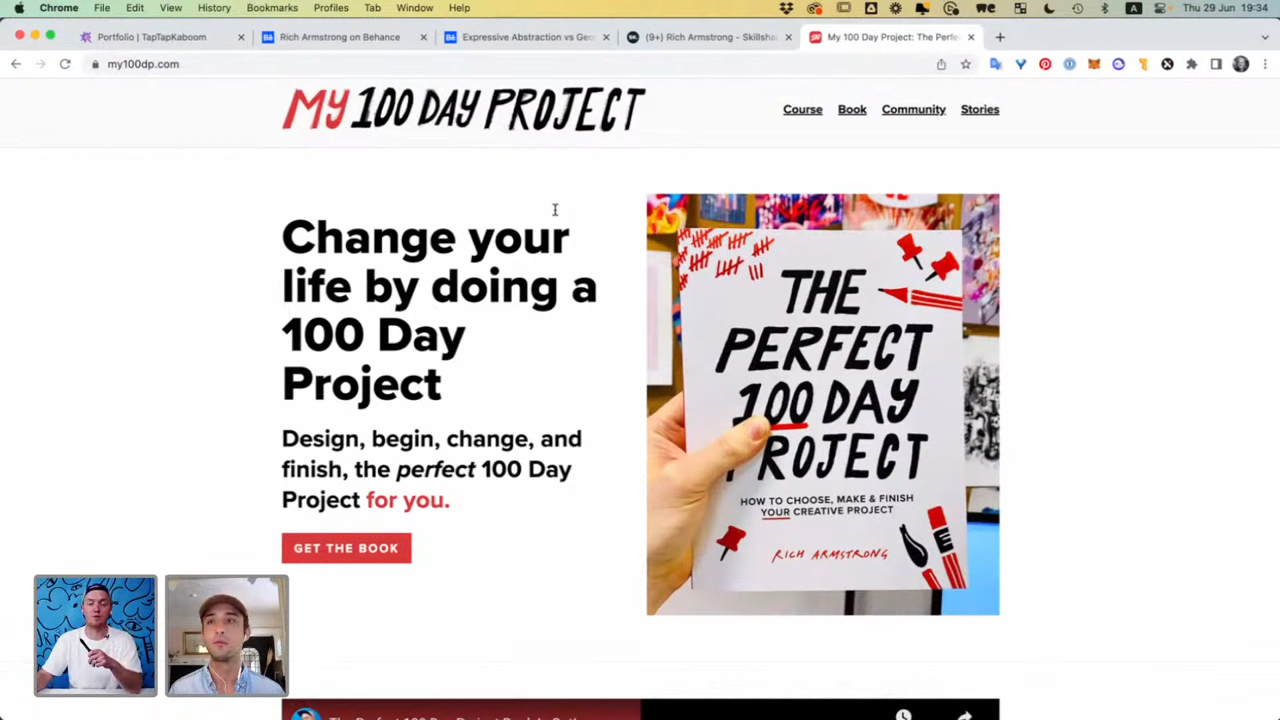 Chrome File Edit View History Bookmarks Profiles Tab Window Help
A Thu 29 Jun 19:34
Portfolio | TapTapKaboom
Rich Armstrong on Behance
Expressive Abstraction vs Geo
(9+) Rich Armstrong - Skillsha
My 100 Day Project: The Perfe
my100dp.com
MY 100 DAY PROJECT
Course Book Community Stories
Change your
life by doing a
100 Day
Project
Design, begin, change, and
finish, the perfect 100 Day
Project for you.
GET THE BOOK
THE
PERFECT
100 DAY
PROJECT
HOW TO CHOOSE, MAKE & FINISH
YOUR CREATIVE PROJECT
RICH ARMSTRONG